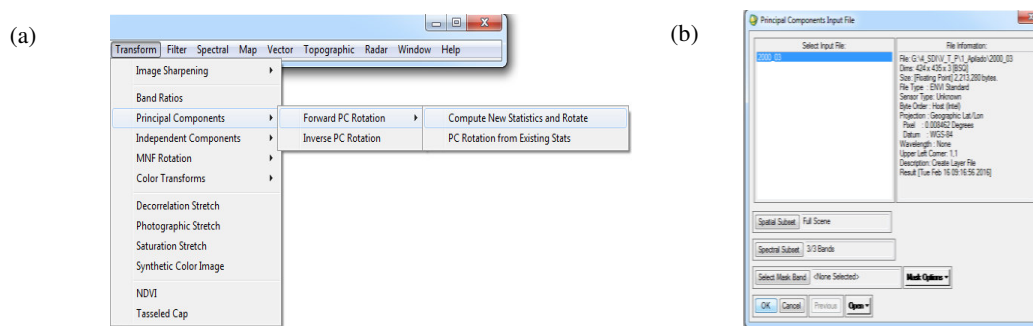 (a)
Transform Filter Spectral Map Vector Topographic Radar Window Help
Image Sharpening
Band Ratios
Principal Components
Forward PC Rotation
Compute New Statistics and Rotate
Independent Components
Inverse PC Rotation
PC Rotation from Existing Stats
MNF Rotation
Color Transforms
Decorrelation Stretch
Photographic Stretch
Saturation Stretch
Synthetic Color Image
NDVI
Tasseled Cap
(b)
Principal Components Input File
Select Input File:
2000_03
File Information:
File: G:\4_SDI\V_T_P\1_Apilado\2000_03
Dims: 424 x 435 x 3 [BSQ]
Size: [Floating Point] 2,213,280 bytes.
File Type : ENVI Standard
Sensor Type: Unknown
Byte Order : Host (Intel)
Projection : Geographic Lat/Lon
Pixel : 0.008462 Degrees
Datum : WGS-84
Wavelength : None
Upper Left Corner: 1,1
Description: Create Layer File
Result [Tue Feb 16 09:16:56 2016]
Spatial Subset Full Scene
Spectral Subset 3/3 Bands
Select Mask Band <None Selected> Mask Options
OK Cancel Previous Open